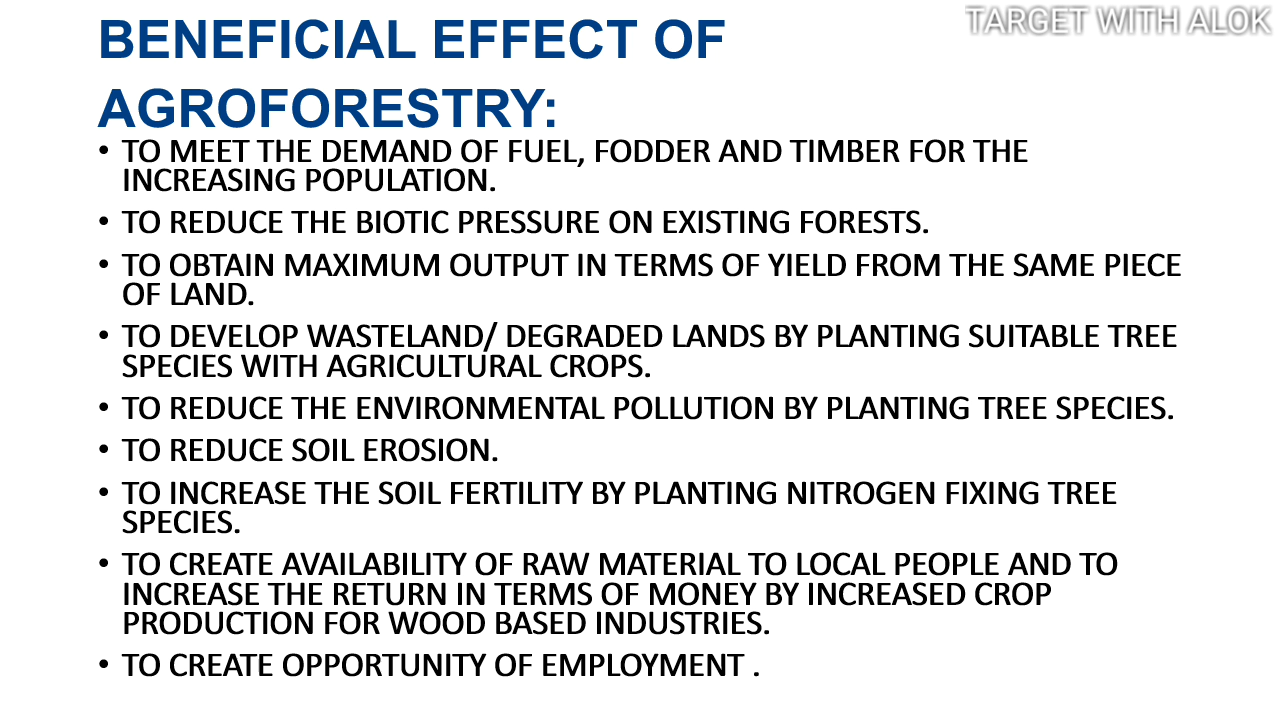 TARGET WITH ALOK
BENEFICIAL EFFECT OF
AGROFORESTRY:
• TO MEET THE DEMAND OF FUEL, FODDER AND TIMBER FOR THE
INCREASING POPULATION.
• TO REDUCE THE BIOTIC PRESSURE ON EXISTING FORESTS.
• TO OBTAIN MAXIMUM OUTPUT IN TERMS OF YIELD FROM THE SAME PIECE
OF LAND.
• TO DEVELOP WASTELAND/ DEGRADED LANDS BY PLANTING SUITABLE TREE
SPECIES WITH AGRICULTURAL CROPS.
• TO REDUCE THE ENVIRONMENTAL POLLUTION BY PLANTING TREE SPECIES.
• TO REDUCE SOIL EROSION.
• TO INCREASE THE SOIL FERTILITY BY PLANTING NITROGEN FIXING TREE
SPECIES.
• TO CREATE AVAILABILITY OF RAW MATERIAL TO LOCAL PEOPLE AND TO
INCREASE THE RETURN IN TERMS OF MONEY BY INCREASED CROP
PRODUCTION FOR WOOD BASED INDUSTRIES.
• TO CREATE OPPORTUNITY OF EMPLOYMENT .